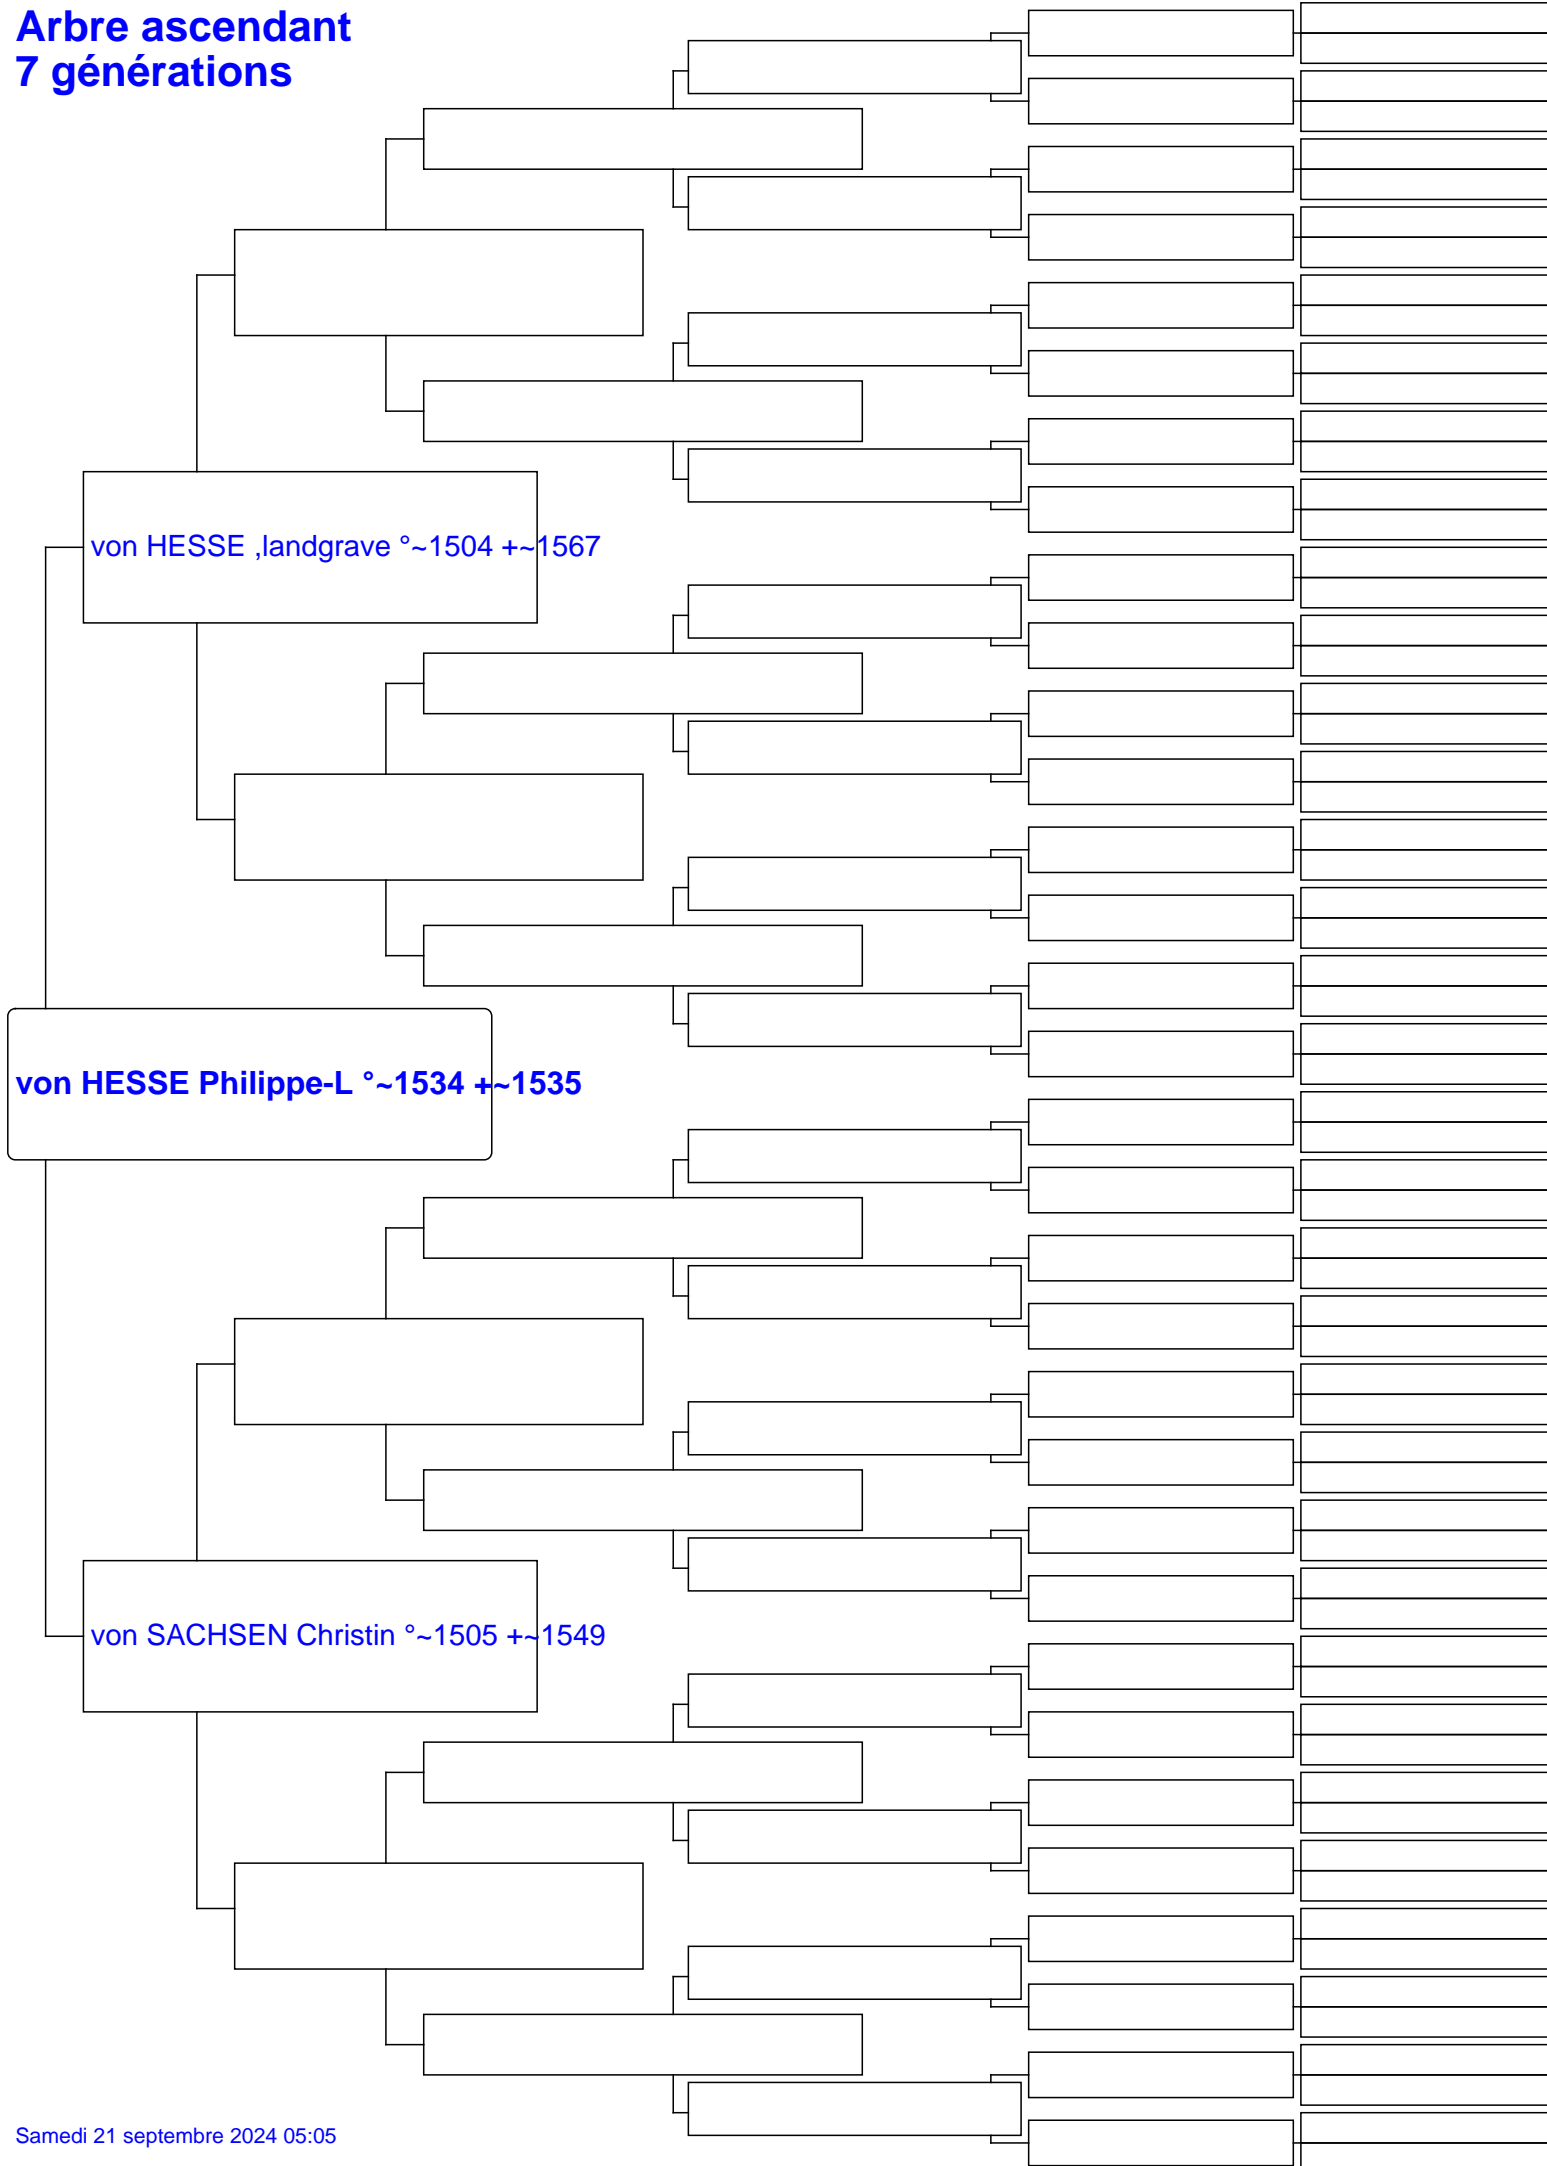 Arbre ascendant
7 générations
von HESSE ,landgrave °~1504 +~1567
von HESSE Philippe-L °~1534 +~1535
von SACHSEN Christin °~1505 +~1549
Samedi 21 septembre 2024 05:05